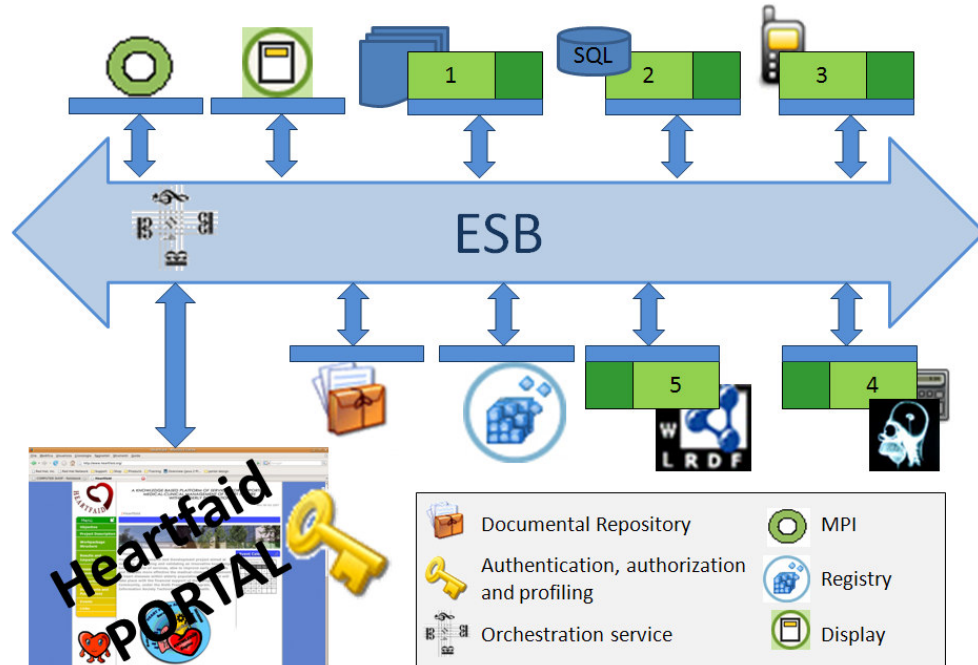 SQL
1
2
3
ESB
5
4
W
L R D F
HEARTFAID
Heartfaid
PORTAL
Documental Repository
MPI
Authentication, authorization
and profiling
Registry
Orchestration service
Display